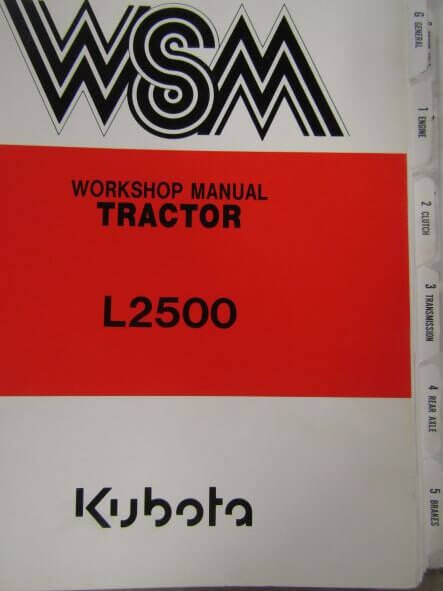 WSM
WORKSHOP MANUAL
TRACTOR
L2500
Kubota
G GENERAL
1 ENGINE
2 CLUTCH
3 TRANSMISSION
4 REAR AXLE
5 BRAKES